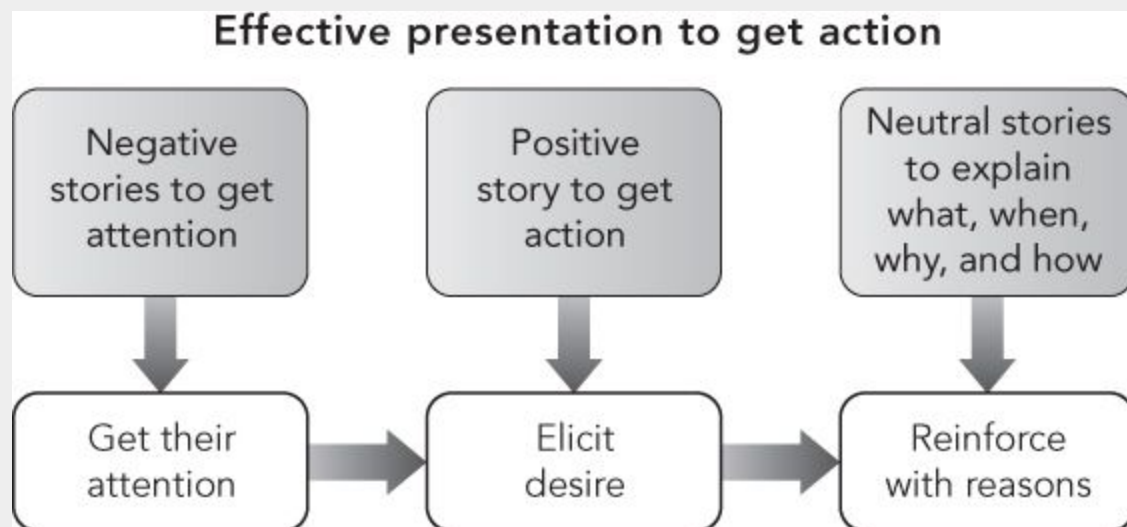 Effective presentation to get action
Negative
stories to get
attention
Positive
story to get
action
Neutral stories
to explain
what, when,
why, and how
Get their
attention
Elicit
desire
Reinforce
with reasons